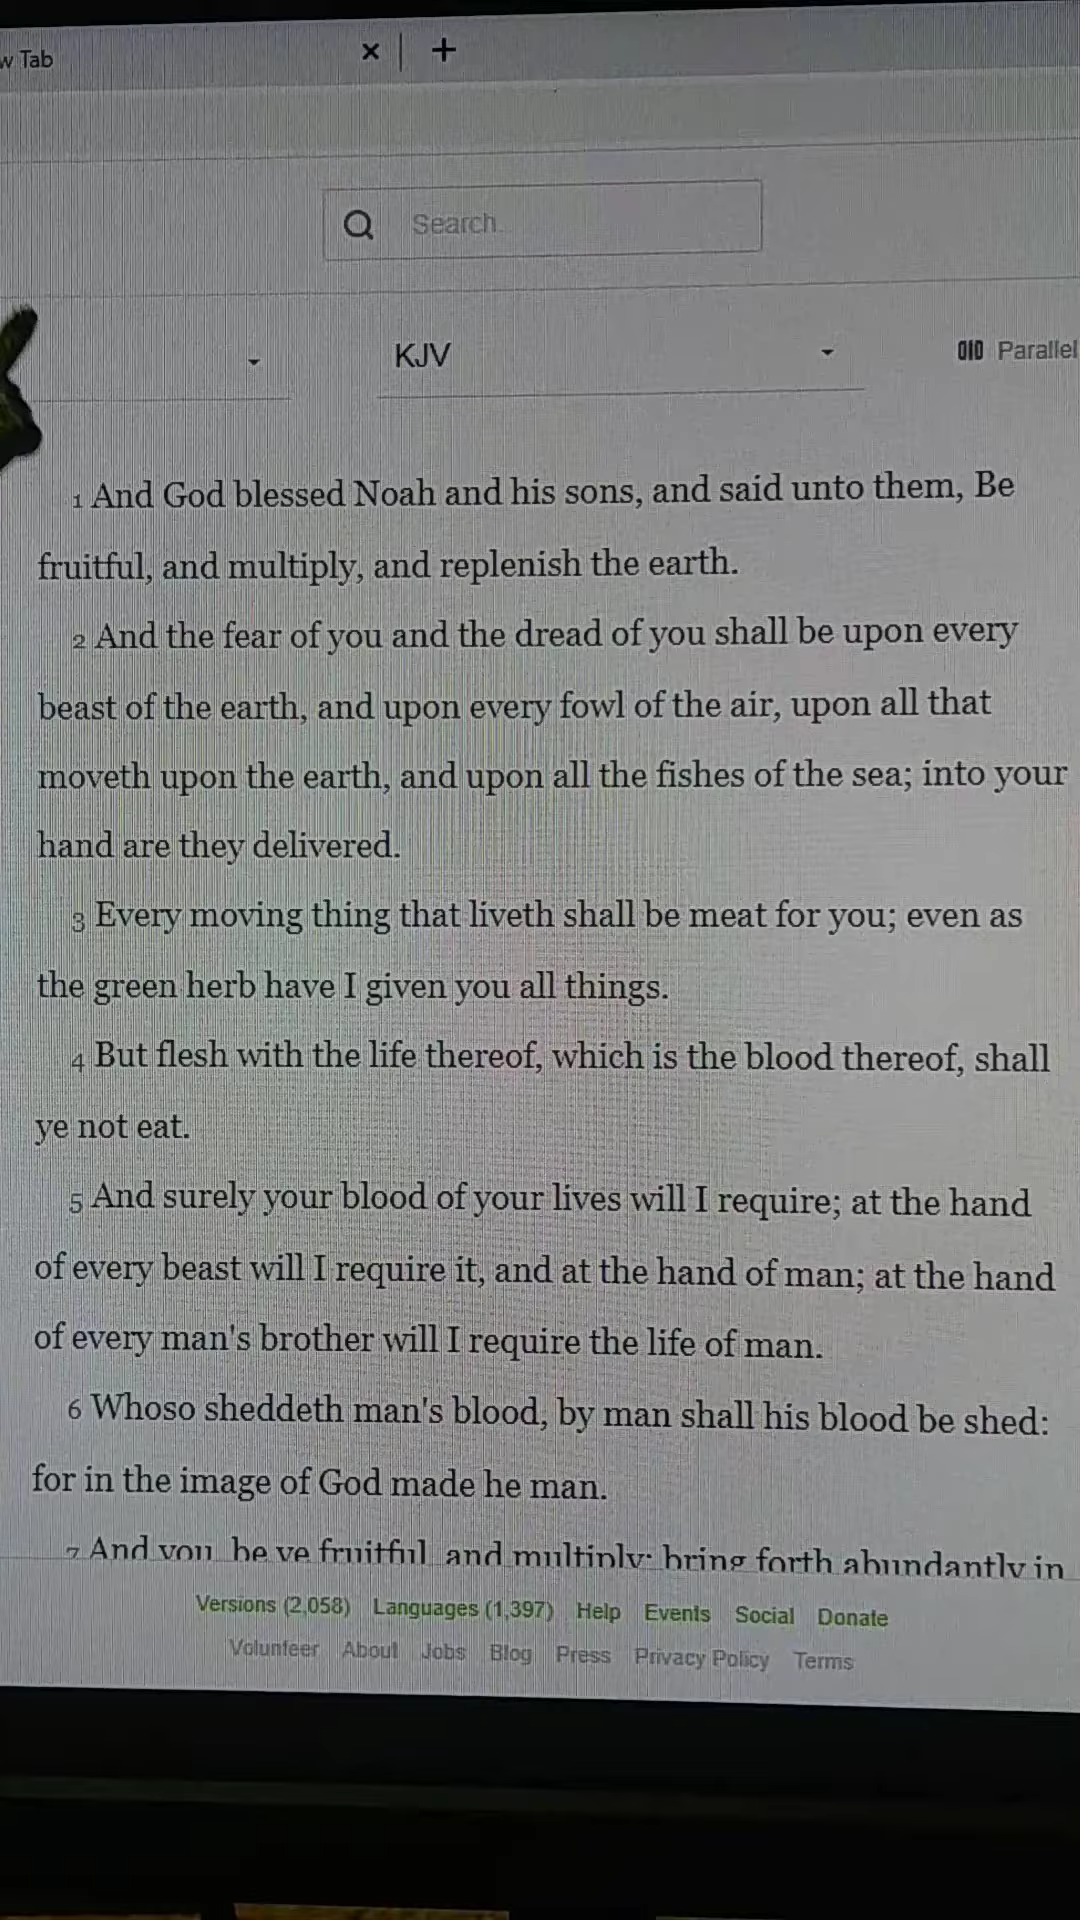 w Tab × | +
Search
KJV Parallel
1 And God blessed Noah and his sons, and said unto them, Be
fruitful, and multiply, and replenish the earth.
2 And the fear of you and the dread of you shall be upon every
beast of the earth, and upon every fowl of the air, upon all that
moveth upon the earth, and upon all the fishes of the sea; into your
hand are they delivered.
3 Every moving thing that liveth shall be meat for you; even as
the green herb have I given you all things.
4 But flesh with the life thereof, which is the blood thereof, shall
ye not eat.
5 And surely your blood of your lives will I require; at the hand
of every beast will I require it, and at the hand of man; at the hand
of every man's brother will I require the life of man.
6 Whoso sheddeth man's blood, by man shall his blood be shed:
for in the image of God made he man.
7 And you, be ye fruitful, and multiply; bring forth abundantly in
Versions (2,058) Languages (1,397) Help Events Social Donate
Volunteer About Jobs Blog Press Privacy Policy Terms